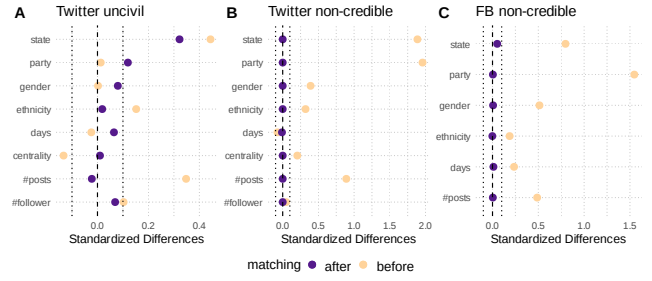 A Twitter uncivil
state
party
gender
ethnicity
days
centrality
#posts
#follower
0.0 0.2 0.4
Standardized Differences
B Twitter non-credible
state
party
gender
ethnicity
days
centrality
#posts
#follower
0.0 0.5 1.0 1.5 2.0
Standardized Differences
C FB non-credible
state
party
gender
ethnicity
days
#posts
0.0 0.5 1.0 1.5
Standardized Differences
matching after before